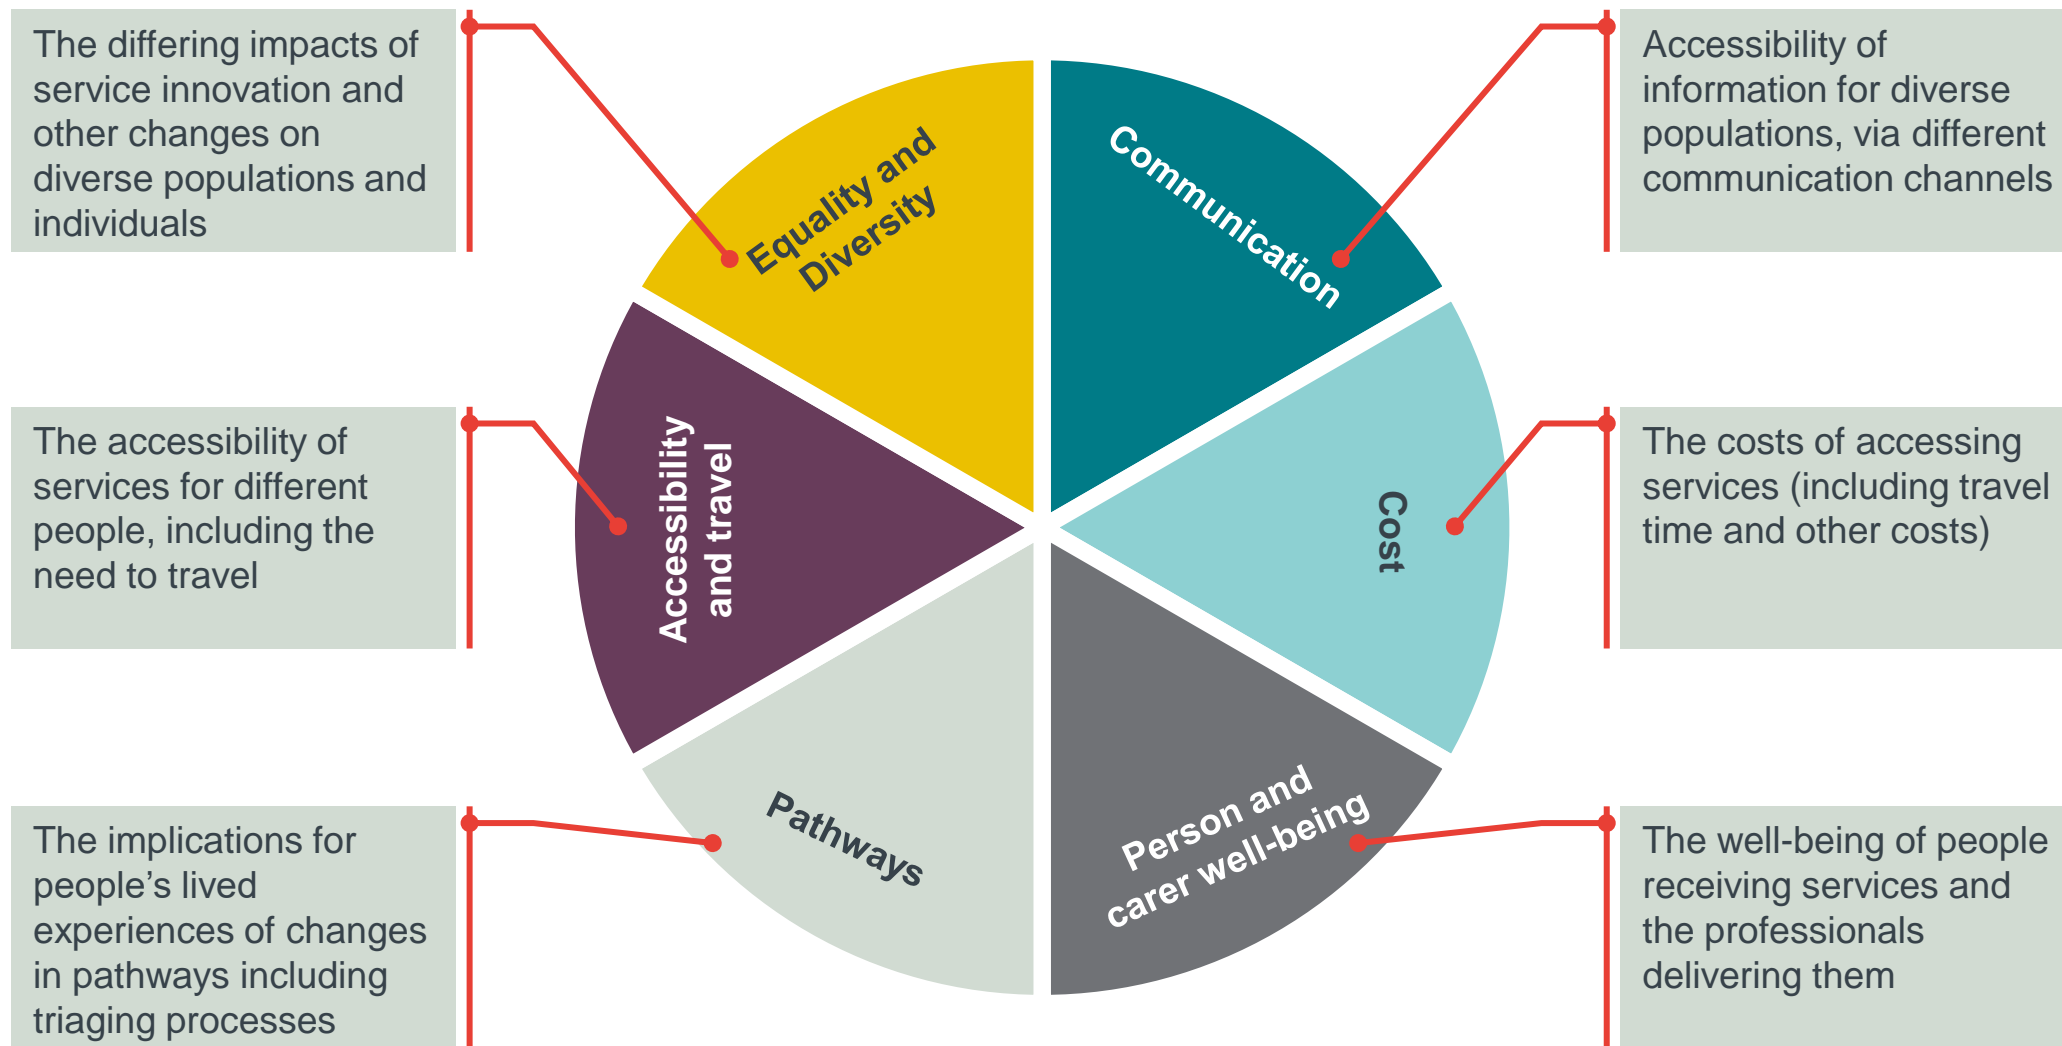 The differing impacts of
service innovation and
other changes on
diverse populations and
individuals
Equality and
Diversity
Communication
Accessibility of
information for diverse
populations, via different
communication channels
The accessibility of
services for different
people, including the
need to travel
Accessibility
and travel
Cost
The costs of accessing
services (including travel
time and other costs)
The implications for
people’s lived
experiences of changes
in pathways including
triaging processes
Pathways
Person and
carer well-being
The well-being of people
receiving services and
the professionals
delivering them